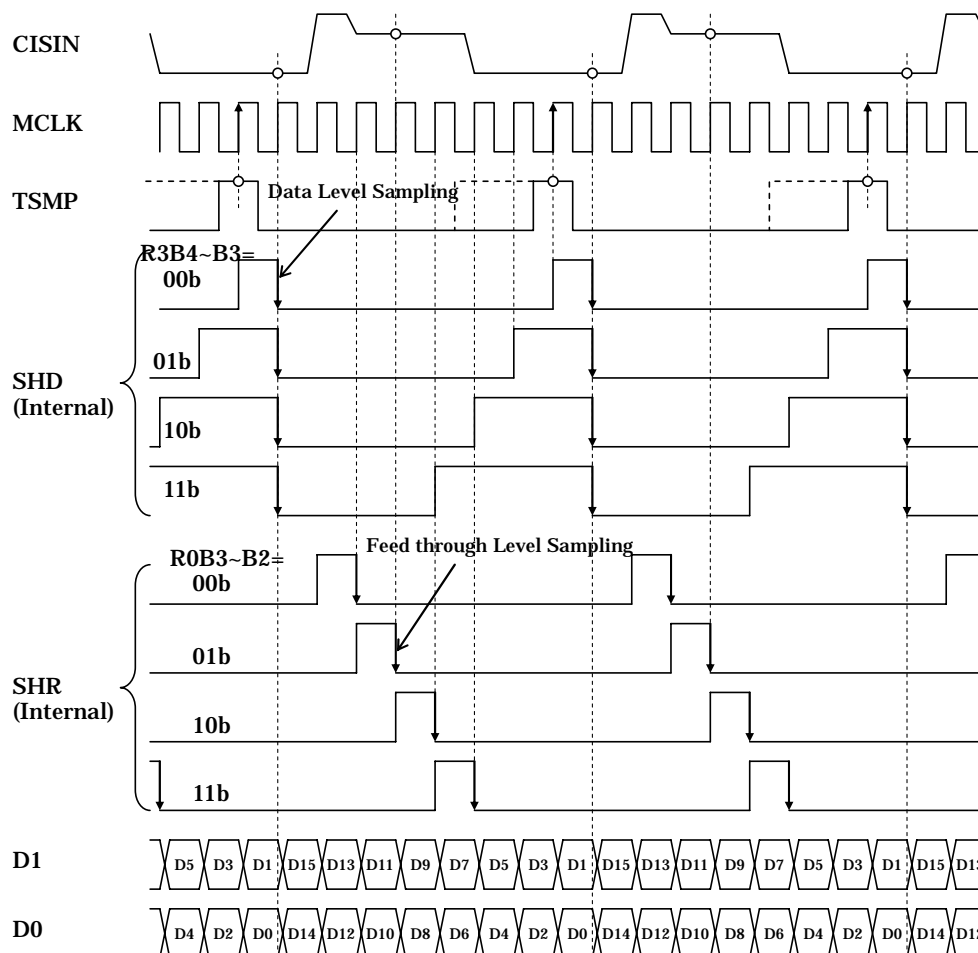 CISIN
MCLK
TSMP
Data Level Sampling
R3B4~B3=
00b
01b
SHD
(Internal)
10b
11b
Feed through Level Sampling
R0B3~B2=
00b
01b
SHR
(Internal)
10b
11b
D1 D5 D3 D1 D15 D13 D11 D9 D7 D5 D3 D1 D15 D13 D11 D9 D7 D5 D3 D1 D15 D13
D0 D4 D2 D0 D14 D12 D10 D8 D6 D4 D2 D0 D14 D12 D10 D8 D6 D4 D2 D0 D14 D12